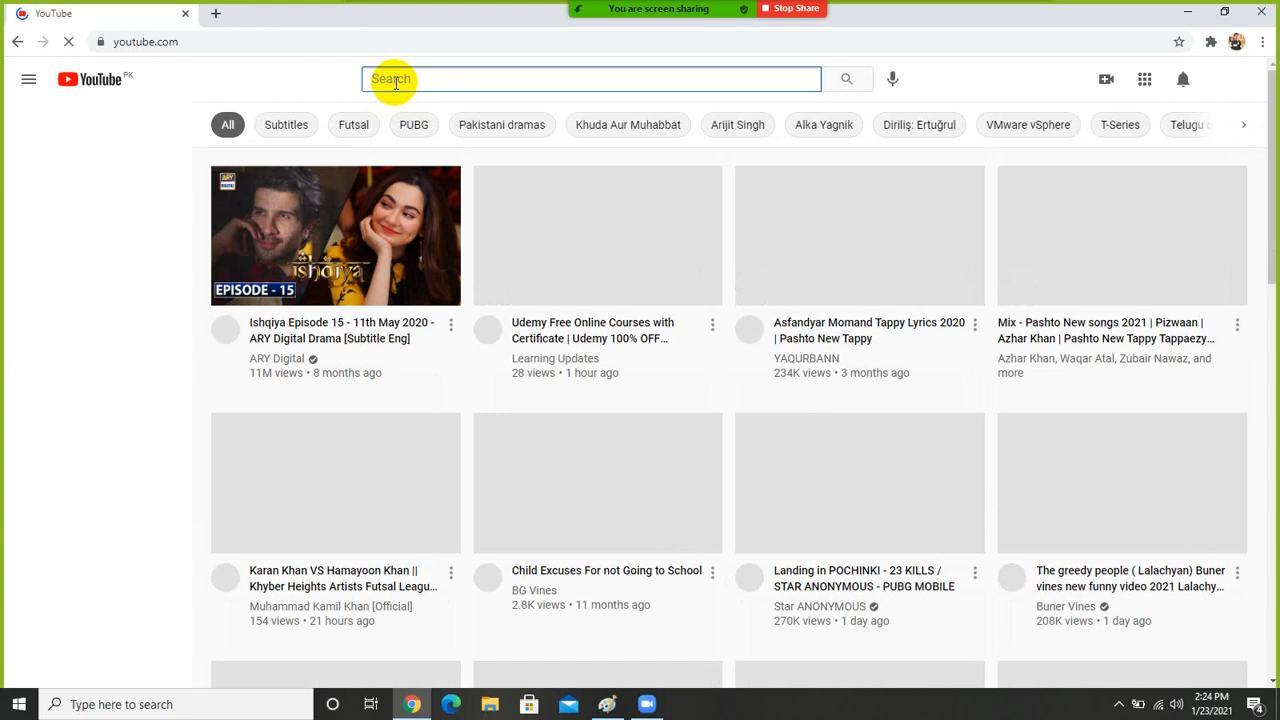 YouTube
You are screen sharing
Stop Share
youtube.com
YouTube PK
Search
All
Subtitles
Futsal
PUBG
Pakistani dramas
Khuda Aur Muhabbat
Arijit Singh
Alka Yagnik
Diriliş: Ertuğrul
VMware vSphere
T-Series
Telugu
ARY DIGITAL
ishqiya
EPISODE - 15
Ishqiya Episode 15 - 11th May 2020 -
ARY Digital Drama [Subtitle Eng]
ARY Digital
11M views • 8 months ago
Udemy Free Online Courses with
Certificate | Udemy 100% OFF...
Learning Updates
28 views • 1 hour ago
Asfandyar Momand Tappy Lyrics 2020
| Pashto New Tappy
YAQURBANN
234K views • 3 months ago
Mix - Pashto New songs 2021 | Pizwaan |
Azhar Khan | Pashto New Tappy Tappaezy...
Azhar Khan, Waqar Atal, Zubair Nawaz, and
more
Karan Khan VS Hamayoon Khan ||
Khyber Heights Artists Futsal Leagu...
Muhammad Kamil Khan [Official]
154 views • 21 hours ago
Child Excuses For not Going to School
BG Vines
2.8K views • 11 months ago
Landing in POCHINKI - 23 KILLS /
STAR ANONYMOUS - PUBG MOBILE
Star ANONYMOUS
270K views • 1 day ago
The greedy people ( Lalachyan) Buner
vines new funny video 2021 Lalachy...
Buner Vines
208K views • 1 day ago
Type here to search
2:24 PM
1/23/2021
4